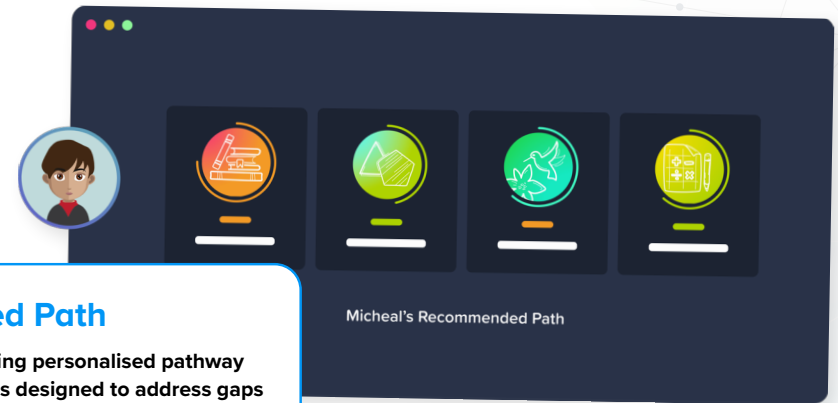 Micheal's Recommended Path
ed Path
ing personalised pathway
s designed to address gaps